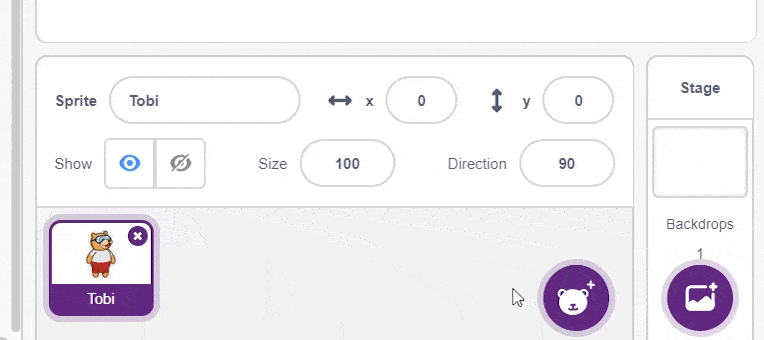 Sprite Tobi x 0 y 0
Show Size 100 Direction 90
Tobi
Stage
Backdrops
1